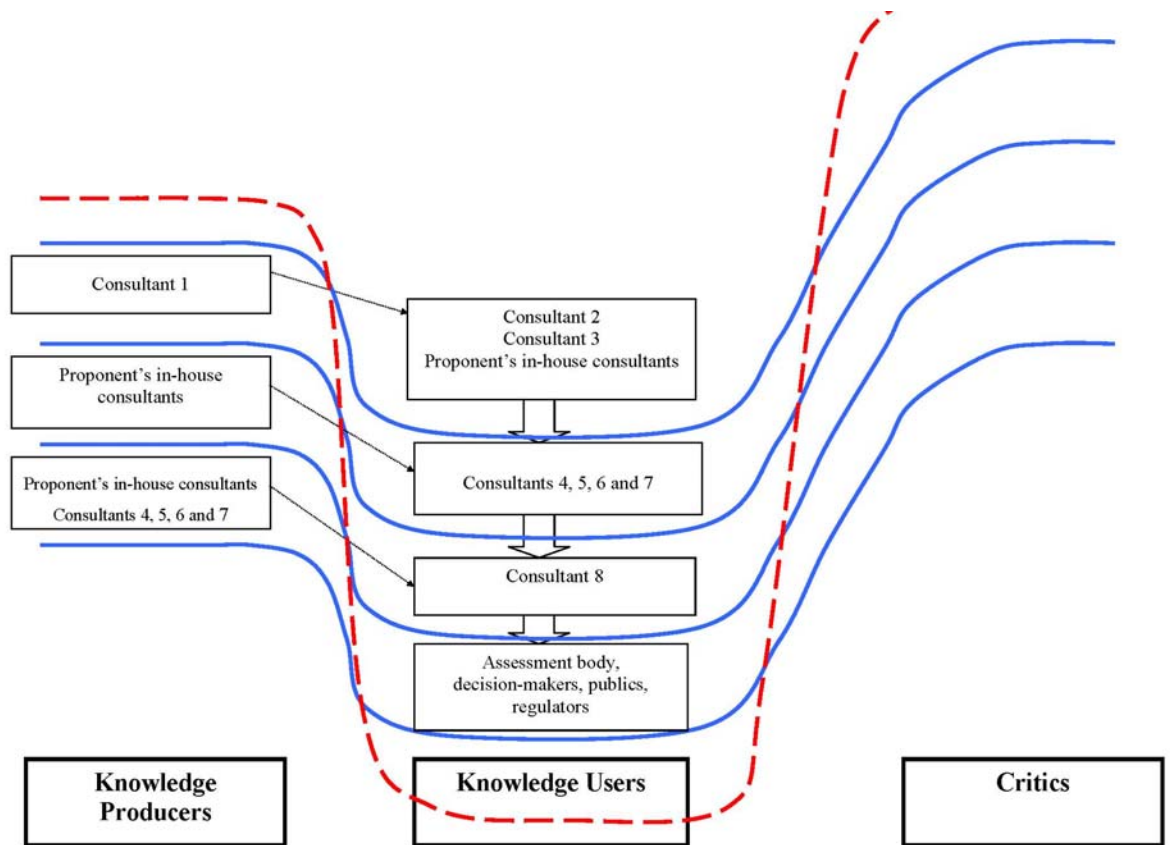 Consultant 1
Consultant 2
Consultant 3
Proponent’s in-house consultants
Proponent’s in-house
consultants
Consultants 4, 5, 6 and 7
Proponent’s in-house consultants
Consultants 4, 5, 6 and 7
Consultant 8
Assessment body,
decision-makers, publics,
regulators
Knowledge
Producers
Knowledge Users
Critics